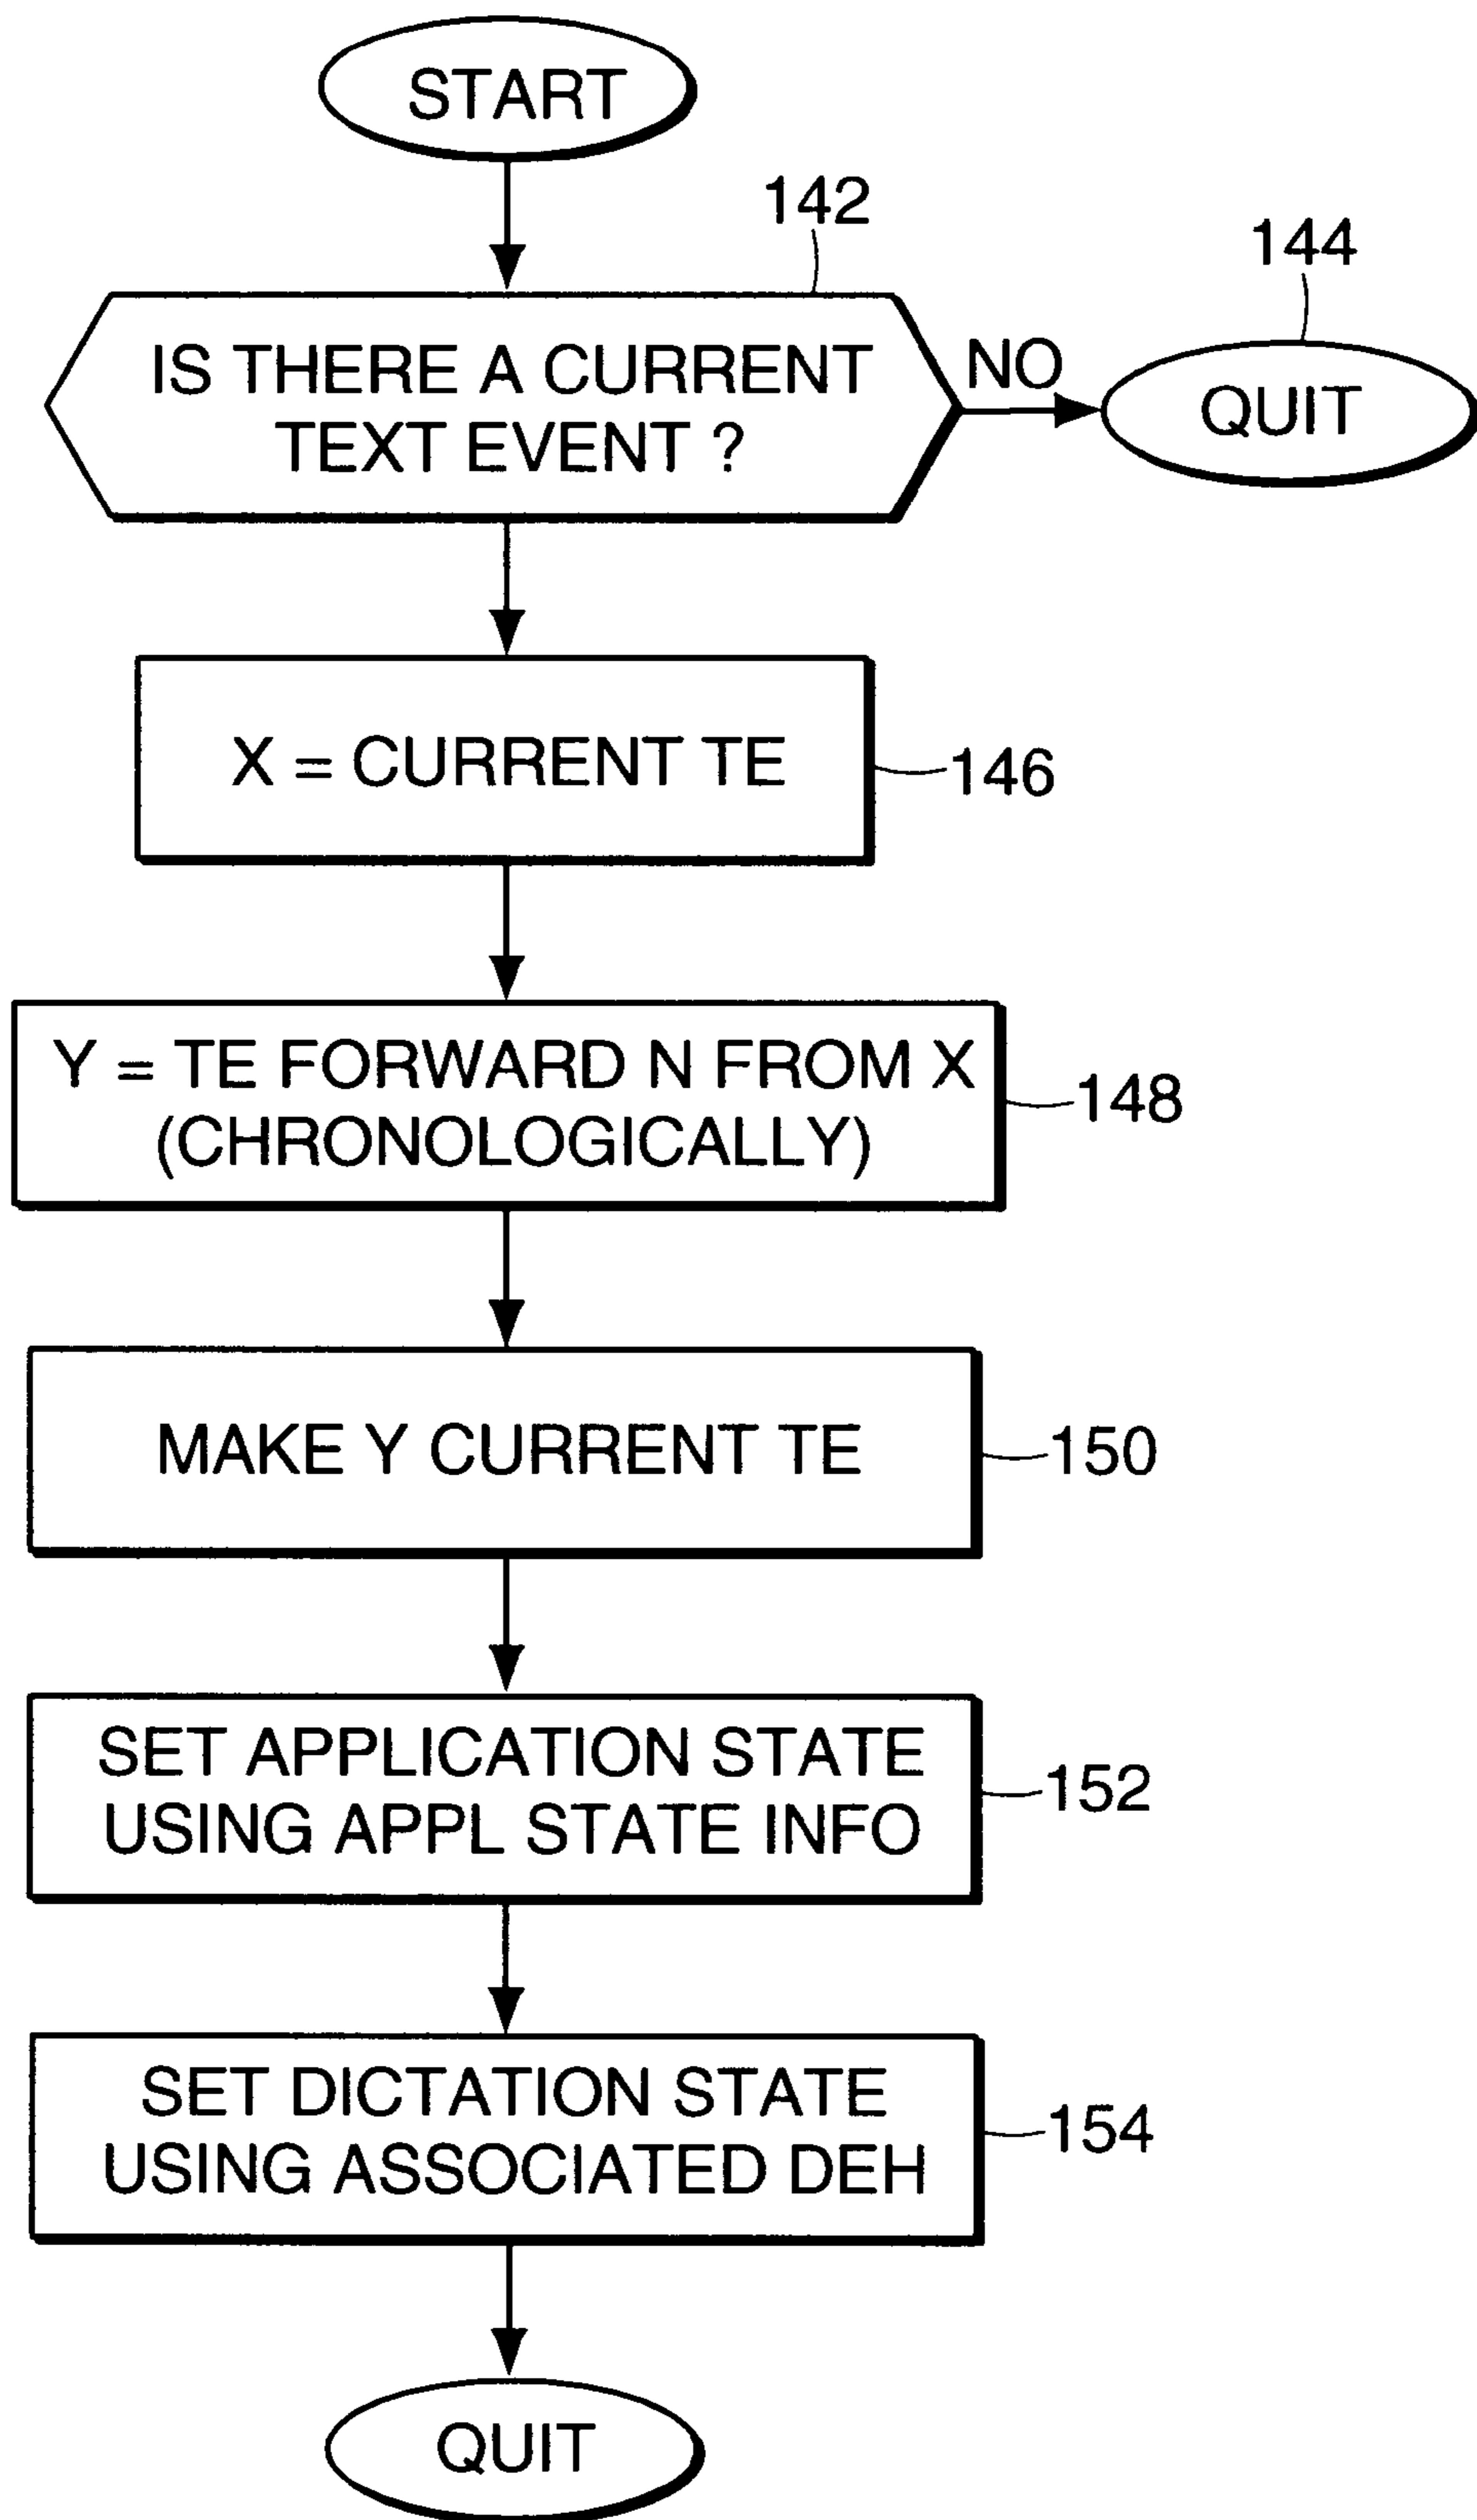 START
142
144
IS THERE A CURRENT
TEXT EVENT ?
NO
QUIT
X = CURRENT TE
146
Y = TE FORWARD N FROM X
(CHRONOLOGICALLY)
148
MAKE Y CURRENT TE
150
SET APPLICATION STATE
USING APPL STATE INFO
152
SET DICTATION STATE
USING ASSOCIATED DEH
154
QUIT